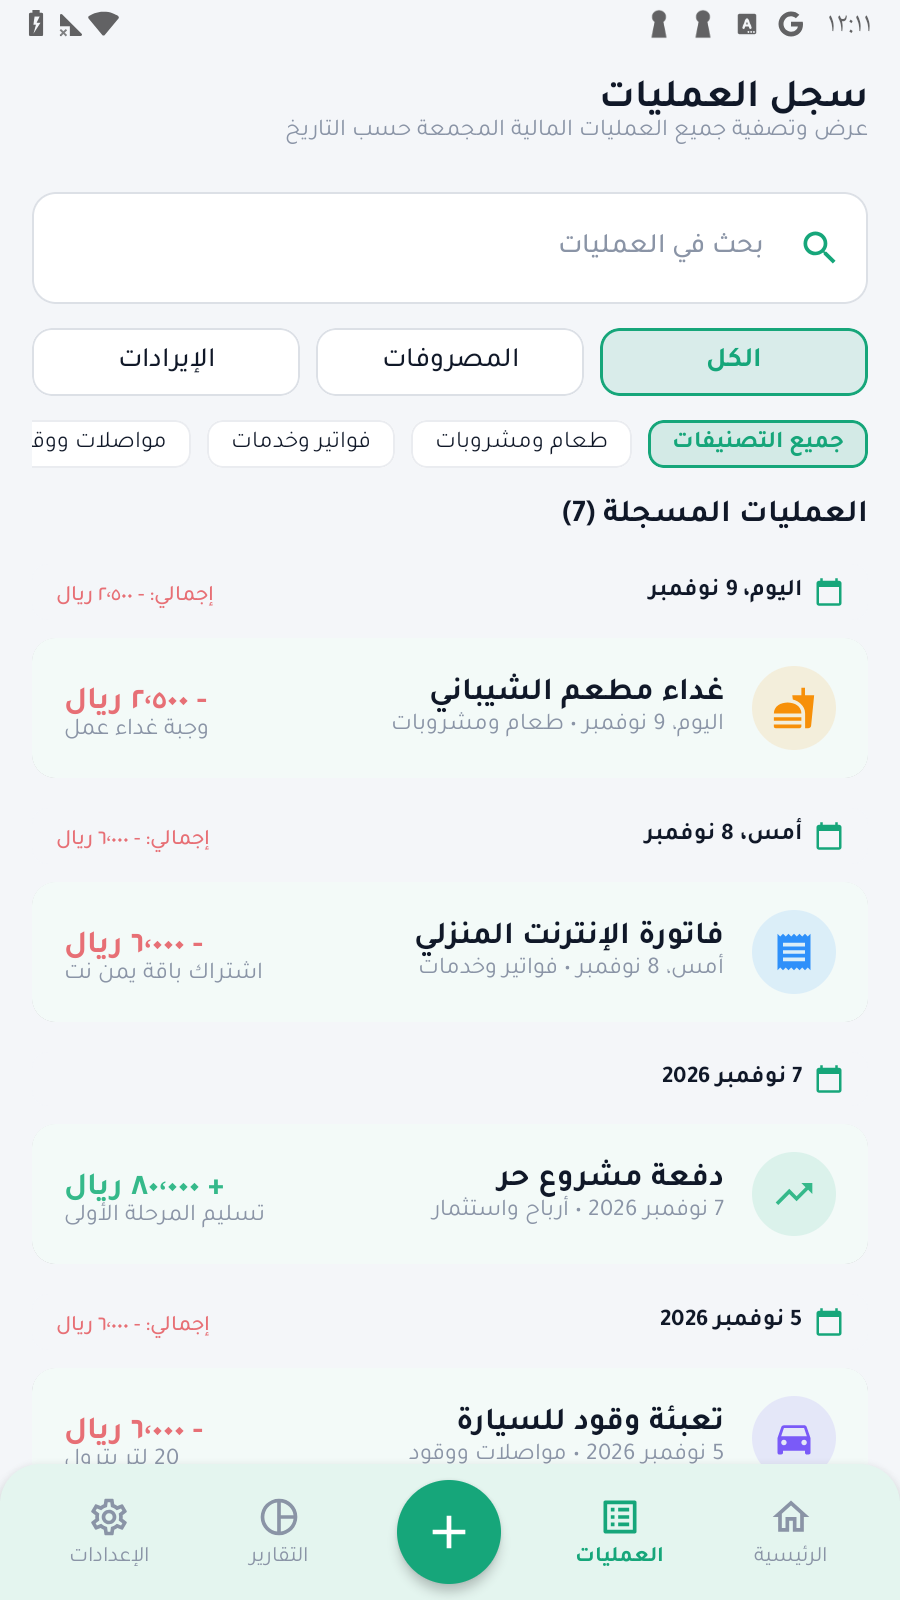 ١٢:١١
سجل العمليات
عرض وتصفية جميع العمليات المالية المجمعة حسب التاريخ
بحث في العمليات
الكل
المصروفات
الإيرادات
جميع التصنيفات
طعام ومشروبات
فواتير وخدمات
مواصلات ووق
العمليات المسجلة (7)
اليوم، 9 نوفمبر
إجمالي: - ٢،٥٠٠ ريال
غداء مطعم الشيباني
- ٢،٥٠٠ ريال
اليوم، 9 نوفمبر • طعام ومشروبات
وجبة غداء عمل
أمس، 8 نوفمبر
إجمالي: - ٦،٠٠٠ ريال
فاتورة الإنترنت المنزلي
- ٦،٠٠٠ ريال
أمس، 8 نوفمبر • فواتير وخدمات
اشتراك باقة يمن نت
7 نوفمبر 2026
دفعة مشروع حر
+ ٨٠،٠٠٠ ريال
7 نوفمبر 2026 • أرباح واستثمار
تسليم المرحلة الأولى
5 نوفمبر 2026
إجمالي: - ٦،٠٠٠ ريال
تعبئة وقود للسيارة
- ٦،٠٠٠ ريال
5 نوفمبر 2026 • مواصلات ووقود
20 لتر بترول
الرئيسية
العمليات
التقارير
الإعدادات